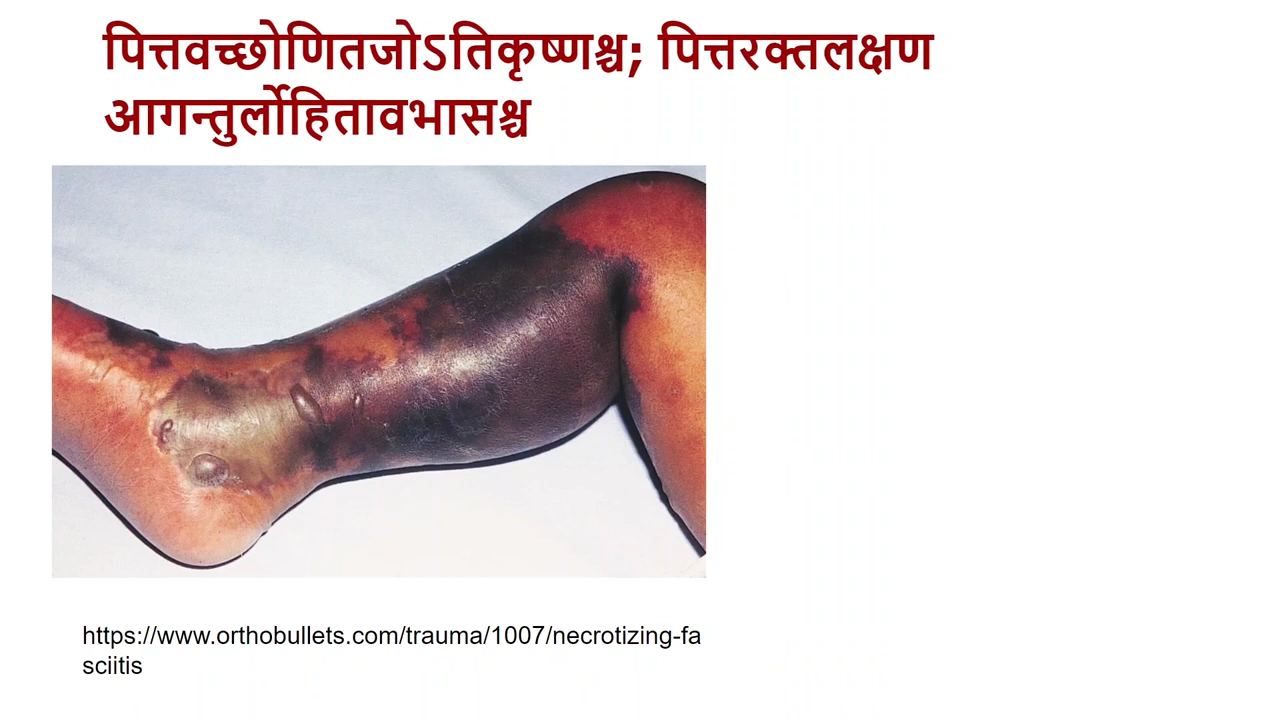 पित्तवच्छोणितजोऽतिकृष्णश्च; पित्तरक्तलक्षण
आगन्तुर्लोहितावभासश्च
https://www.orthobullets.com/trauma/1007/necrotizing-fa
sciitis